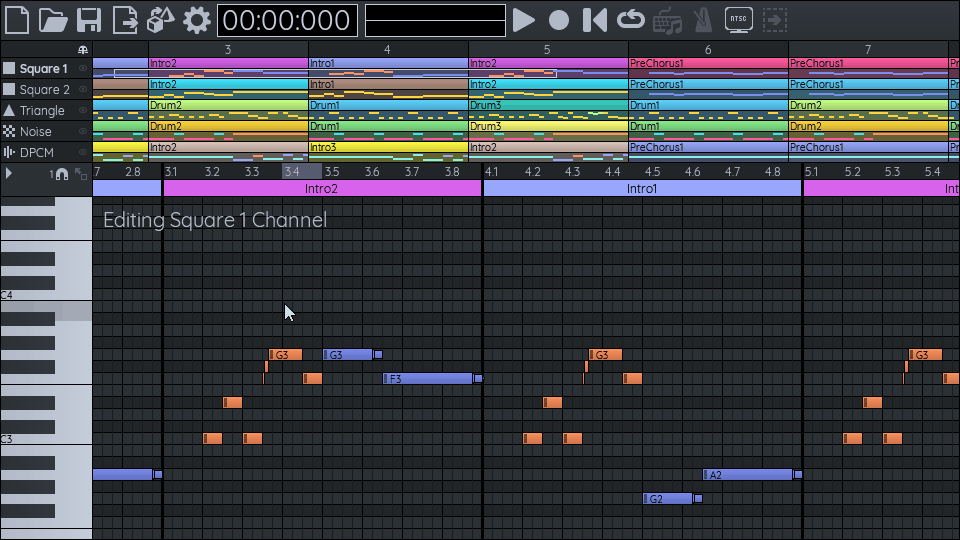 00:00:000
NTSC
3 4 5 6 7
Square 1 Intro2 Intro1 Intro2 PreChorus1 PreChorus1
Square 2 Intro2 Intro1 Intro2 PreChorus1 PreChorus1
Triangle Drum2 Drum1 Drum3 Drum1 Drum2
Noise Drum2 Drum1 Drum3 Drum1 Drum2
DPCM Intro2 Intro3 Intro2 PreChorus1 PreChorus1
1 7 2.8 3.1 3.2 3.3 3.4 3.5 3.6 3.7 3.8 4.1 4.2 4.3 4.4 4.5 4.6 4.7 4.8 5.1 5.2 5.3 5.4
Intro2 Intro1 Int
Editing Square 1 Channel
C4
G3 G3 G3 G3
F3
C3
A2
G2